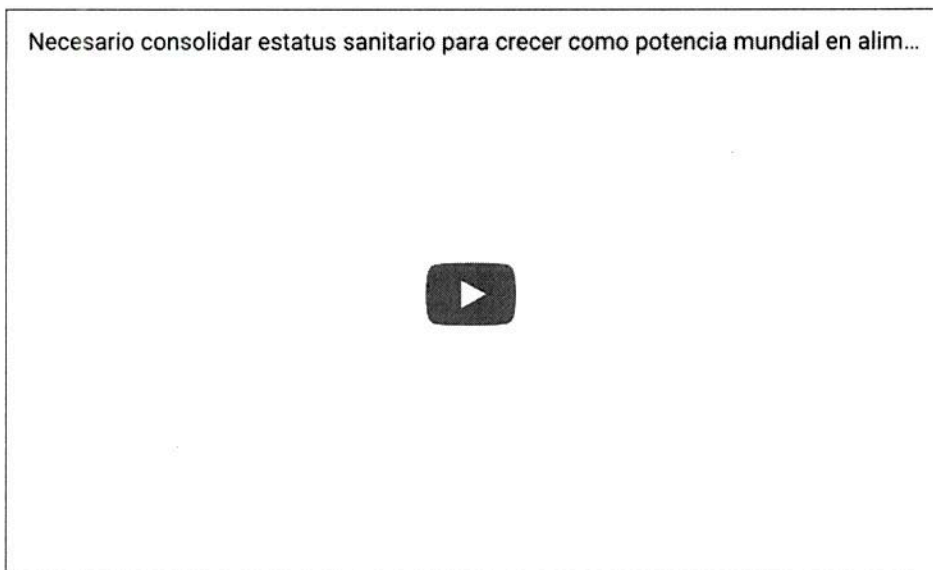 Necesario consolidar estatus sanitario para crecer como potencia mundial en alim...